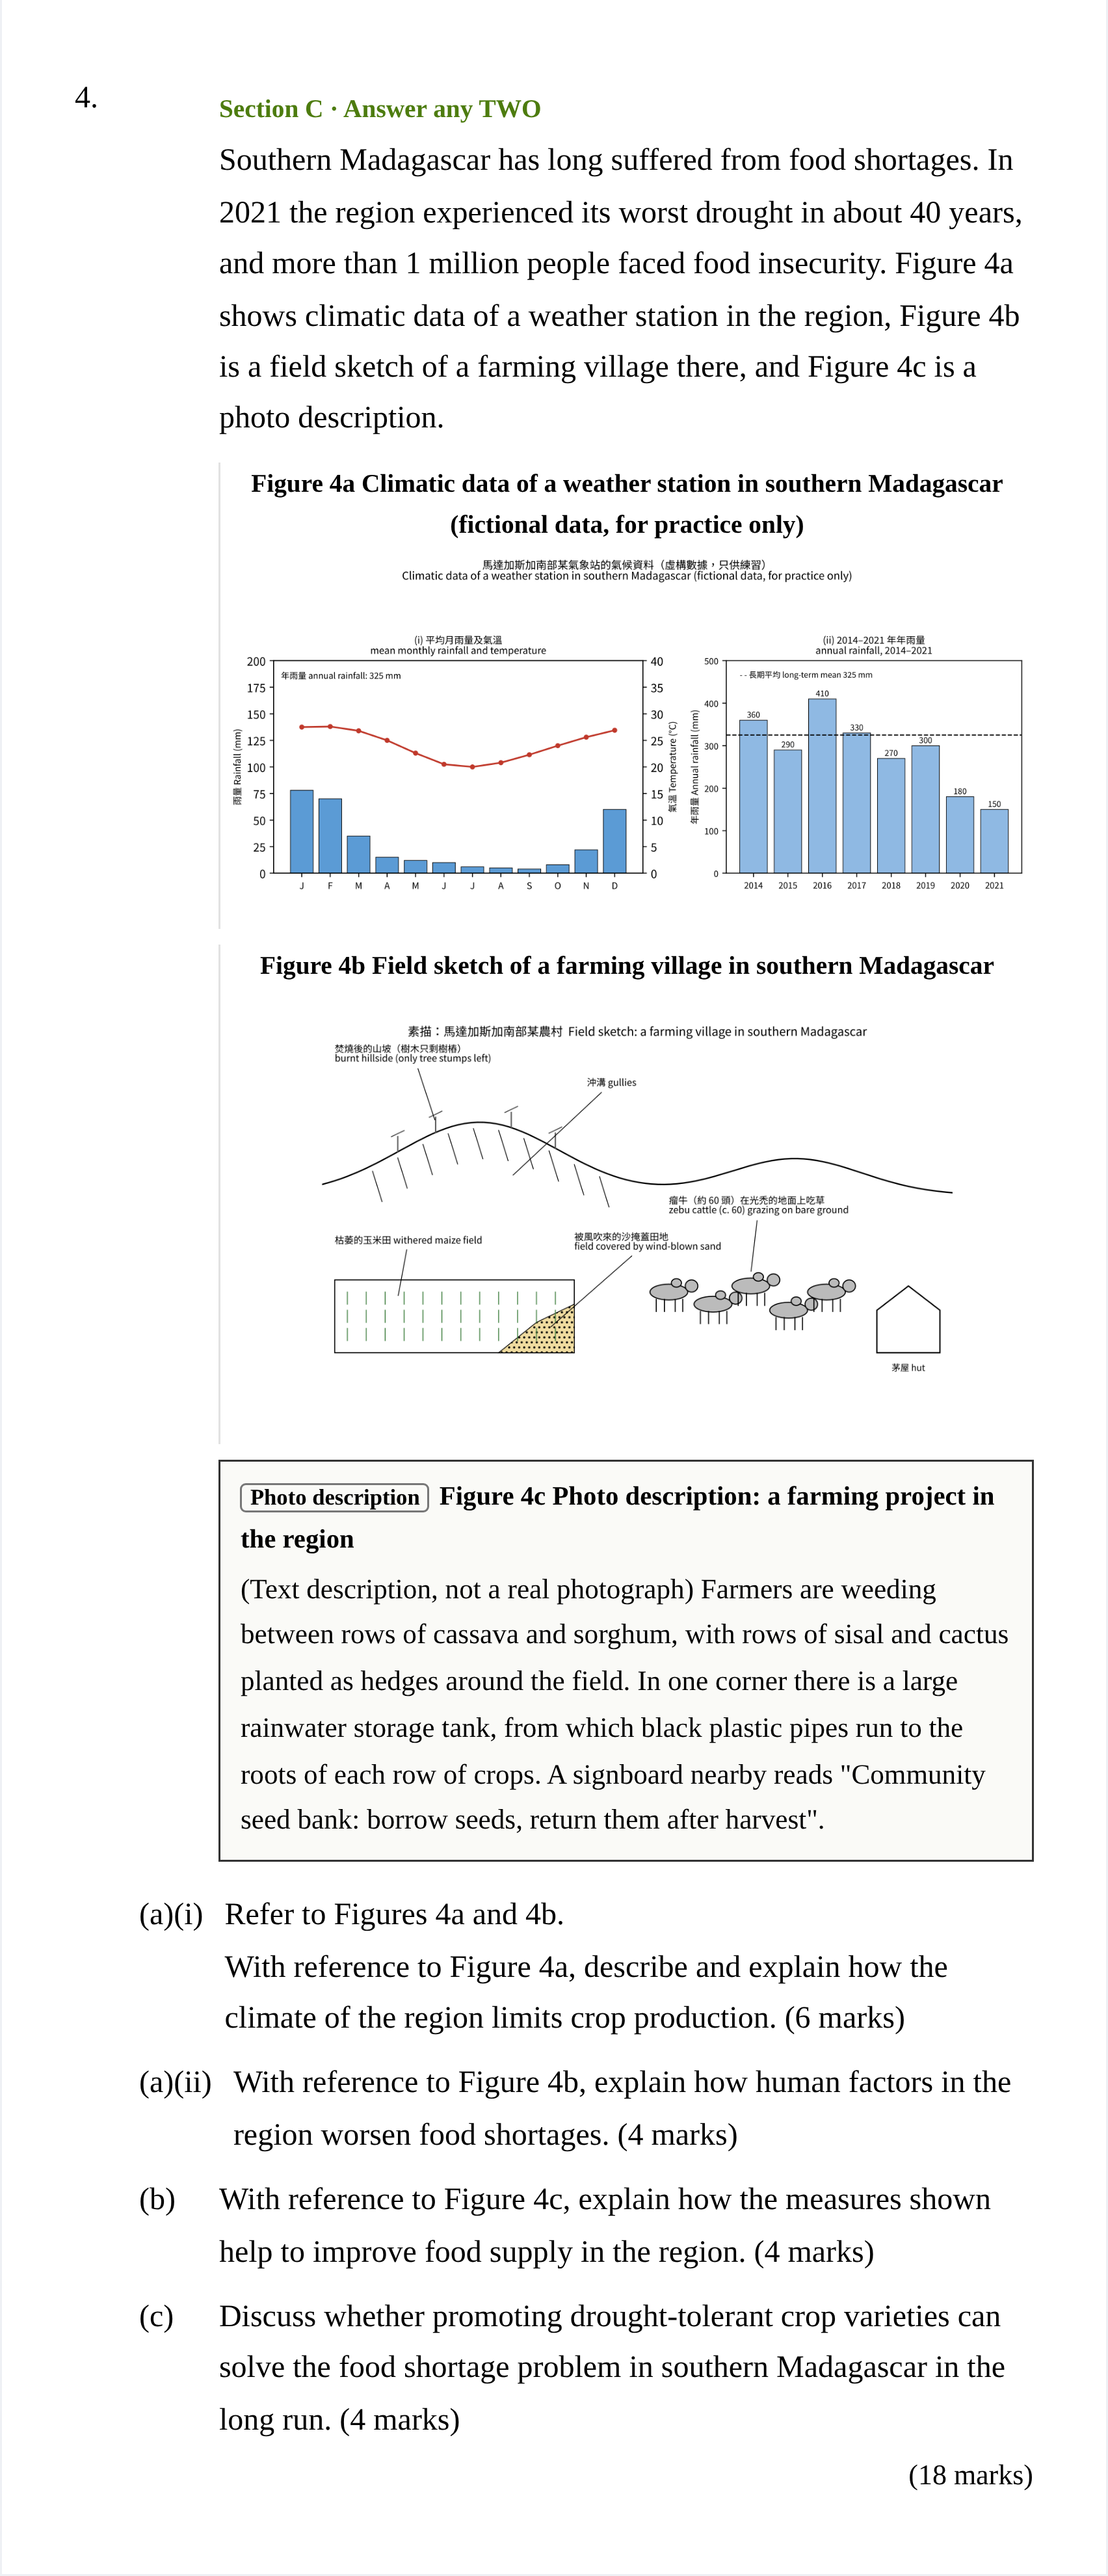 4.
Section C · Answer any TWO
Southern Madagascar has long suffered from food shortages. In
2021 the region experienced its worst drought in about 40 years,
and more than 1 million people faced food insecurity. Figure 4a
shows climatic data of a weather station in the region, Figure 4b
is a field sketch of a farming village there, and Figure 4c is a
photo description.
Figure 4a Climatic data of a weather station in southern Madagascar
(fictional data, for practice only)
馬達加斯加南部某氣象站的氣候資料（虛構數據，只供練習）
Climatic data of a weather station in southern Madagascar (fictional data, for practice only)
(i) 平均月雨量及氣溫
mean monthly rainfall and temperature
年雨量 annual rainfall: 325 mm
雨量 Rainfall (mm)
200
175
150
125
100
75
50
25
0
40
35
30
25
20
15
10
5
0
氣溫 Temperature (°C)
J F M A M J J A S O N D
(ii) 2014–2021 年年雨量
annual rainfall, 2014–2021
- - 長期平均 long-term mean 325 mm
年雨量 Annual rainfall (mm)
500
400
300
200
100
0
360 290 410 330 270 300 180 150
2014 2015 2016 2017 2018 2019 2020 2021
Figure 4b Field sketch of a farming village in southern Madagascar
素描：馬達加斯加南部某農村 Field sketch: a farming village in southern Madagascar
焚燒後的山坡（樹木只剩樹樁）
burnt hillside (only tree stumps left)
沖溝 gullies
瘤牛（約 60 頭）在光禿的地面上吃草
zebu cattle (c. 60) grazing on bare ground
枯萎的玉米田 withered maize field
被風吹來的沙掩蓋田地
field covered by wind-blown sand
茅屋 hut
Photo description Figure 4c Photo description: a farming project in
the region
(Text description, not a real photograph) Farmers are weeding
between rows of cassava and sorghum, with rows of sisal and cactus
planted as hedges around the field. In one corner there is a large
rainwater storage tank, from which black plastic pipes run to the
roots of each row of crops. A signboard nearby reads "Community
seed bank: borrow seeds, return them after harvest".
(a)(i) Refer to Figures 4a and 4b.
With reference to Figure 4a, describe and explain how the
climate of the region limits crop production. (6 marks)
(a)(ii) With reference to Figure 4b, explain how human factors in the
region worsen food shortages. (4 marks)
(b) With reference to Figure 4c, explain how the measures shown
help to improve food supply in the region. (4 marks)
(c) Discuss whether promoting drought-tolerant crop varieties can
solve the food shortage problem in southern Madagascar in the
long run. (4 marks)
(18 marks)